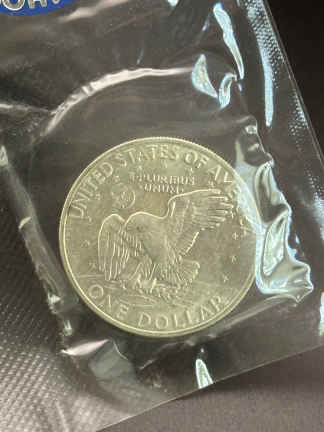 UNITED STATES OF AMERICA
E·PLURIBUS
UNUM
ONE DOLLAR